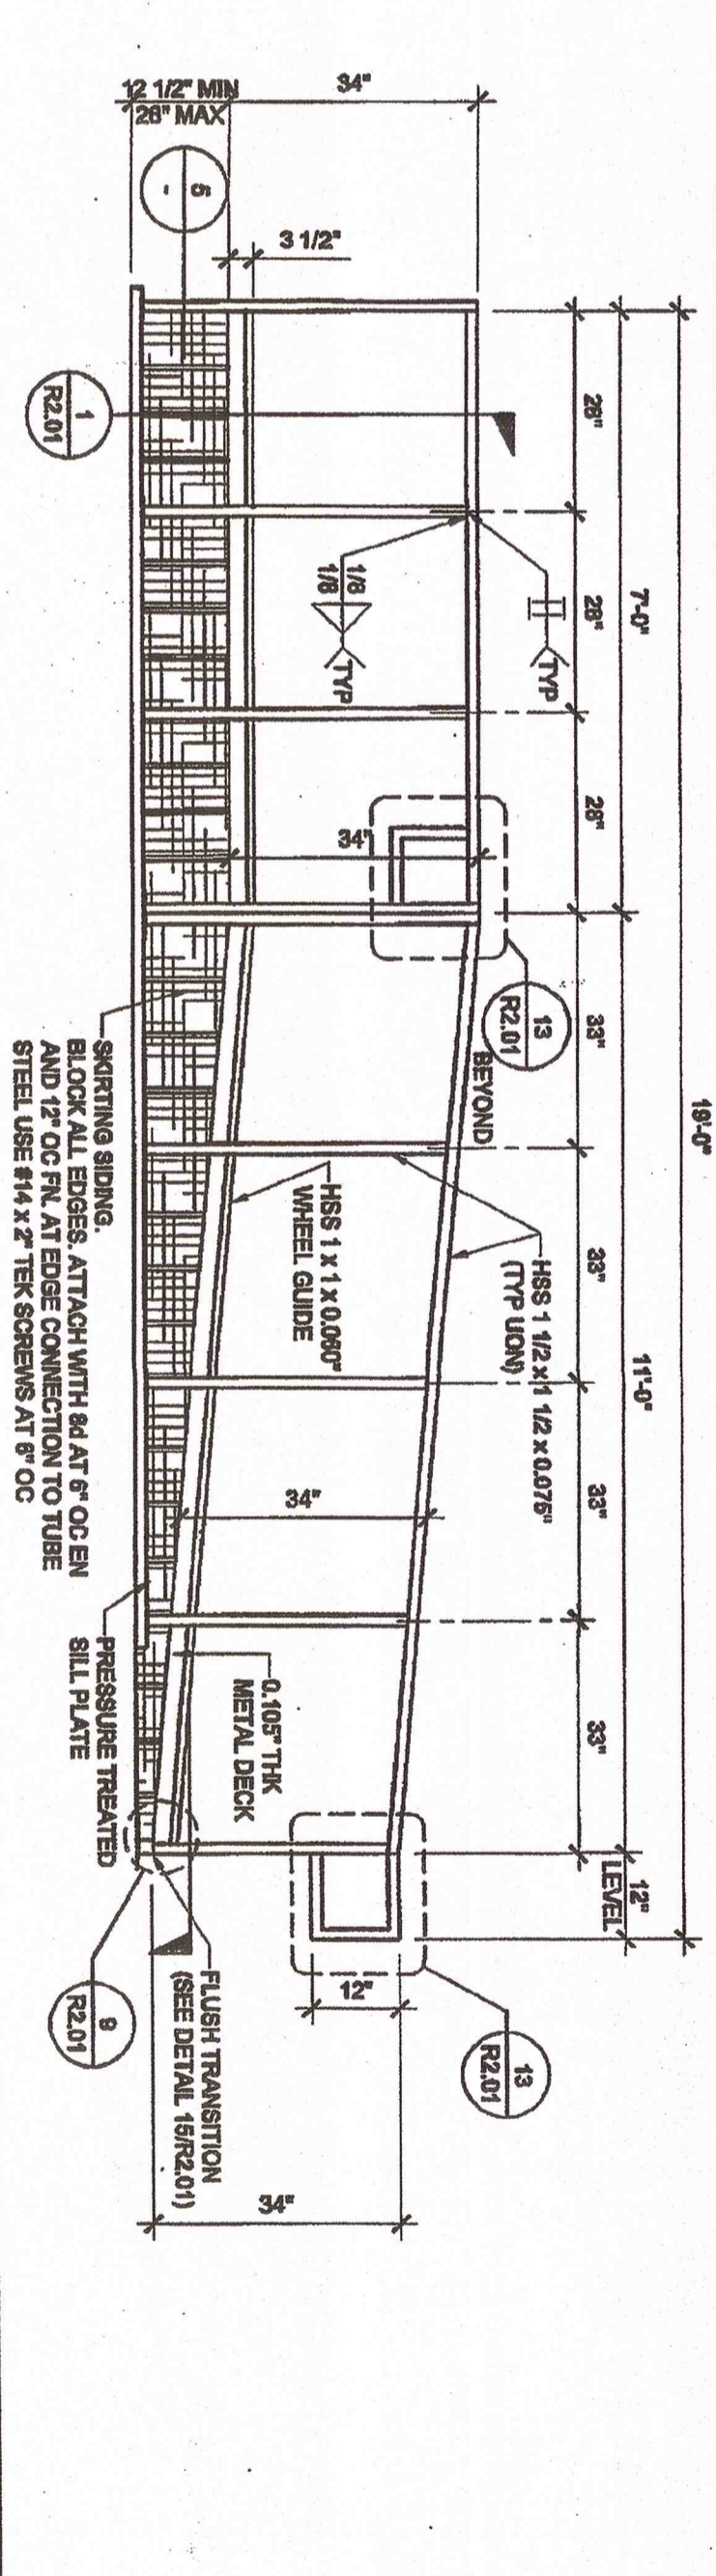 19'-0"
7'-0"
11'-0"
12"
LEVEL
28"
28"
28"
33"
33"
33"
33"
TYP
1/8
1/8
TYP
13
R2.01
BEYOND
HSS 1 1/2 x 1 1/2 x 0.075"
(TYP UON)
13
R2.01
34"
12 1/2" MIN
26" MAX
3 1/2"
34"
34"
12"
34"
5
-
1
R2.01
HSS 1 x 1 x 0.060"
WHEEL GUIDE
0.105" THK
METAL DECK
FLUSH TRANSITION
(SEE DETAIL 15/R2.01)
9
R2.01
SKIRTING SIDING.
BLOCK ALL EDGES. ATTACH WITH 8d AT 6" OC EN
AND 12" OC FN. AT EDGE CONNECTION TO TUBE
STEEL USE #14 x 2" TEK SCREWS AT 6" OC
PRESSURE TREATED
SILL PLATE